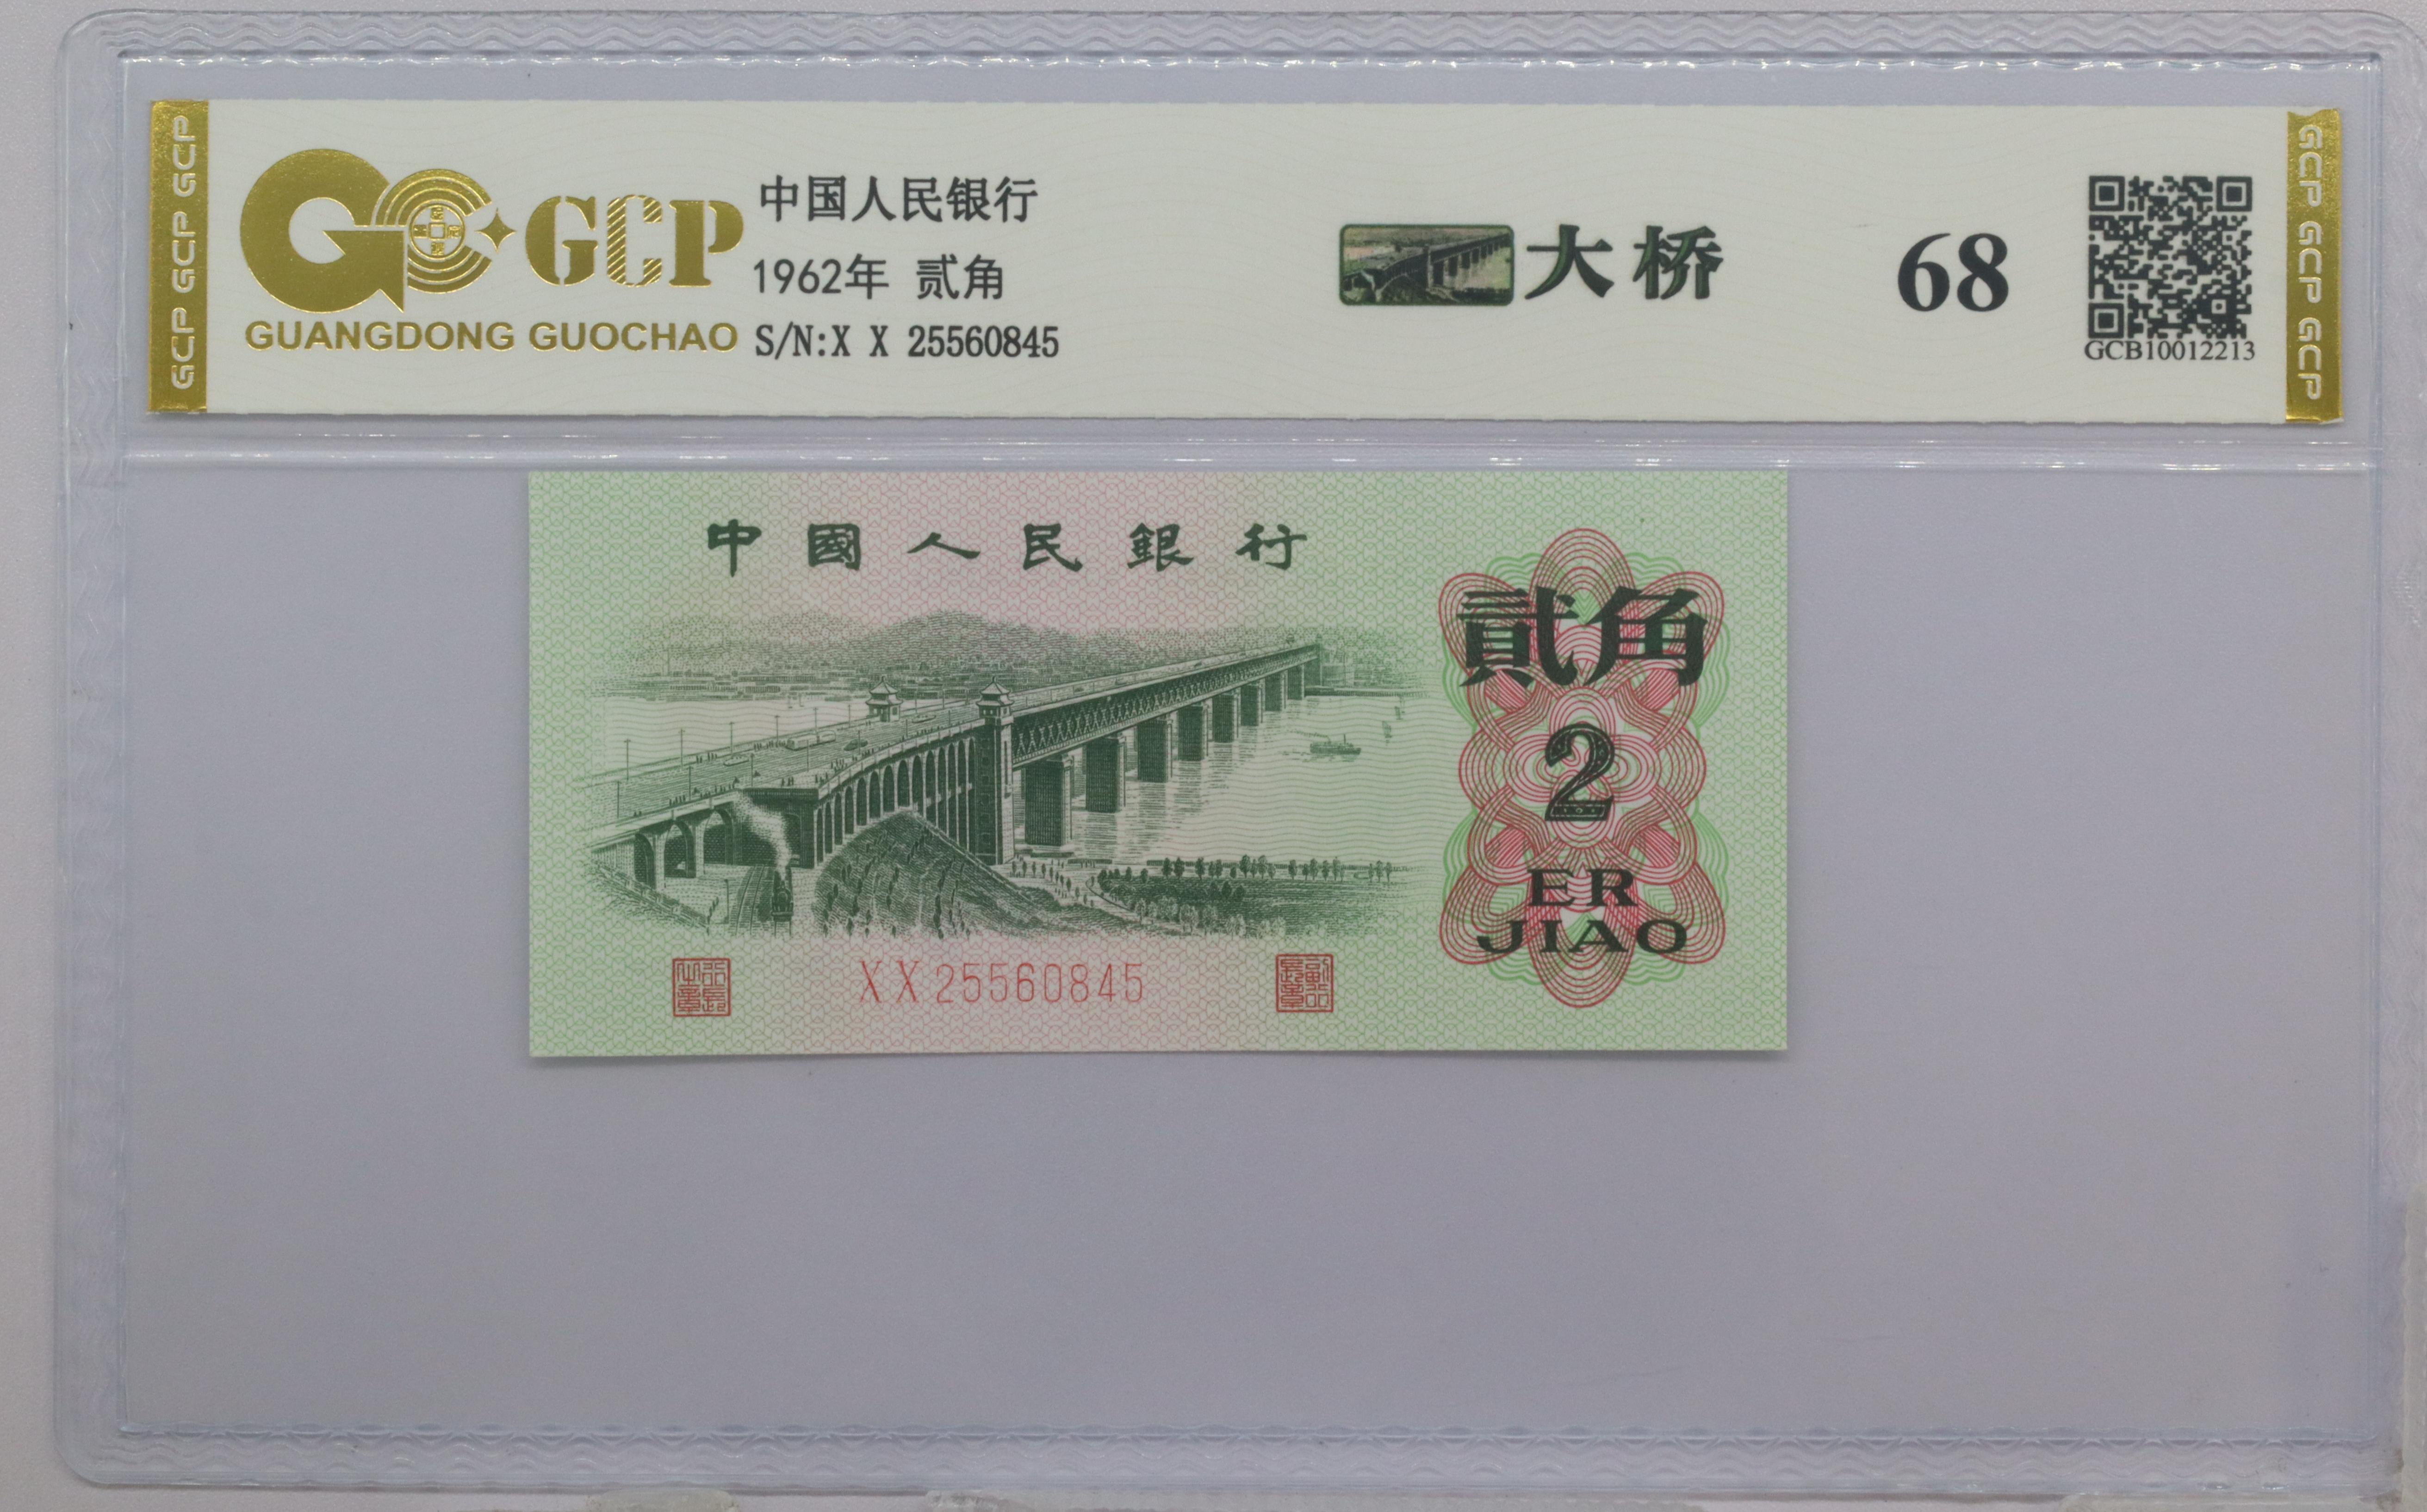 GCP GCP GCP
GCP
GUANGDONG GUOCHAO
中国人民银行
1962年 贰角
S/N:X X 25560845
大桥
68
GCB10012213
GCP GCP GCP
中國人民銀行
貳角
2
ER
JIAO
XX25560845